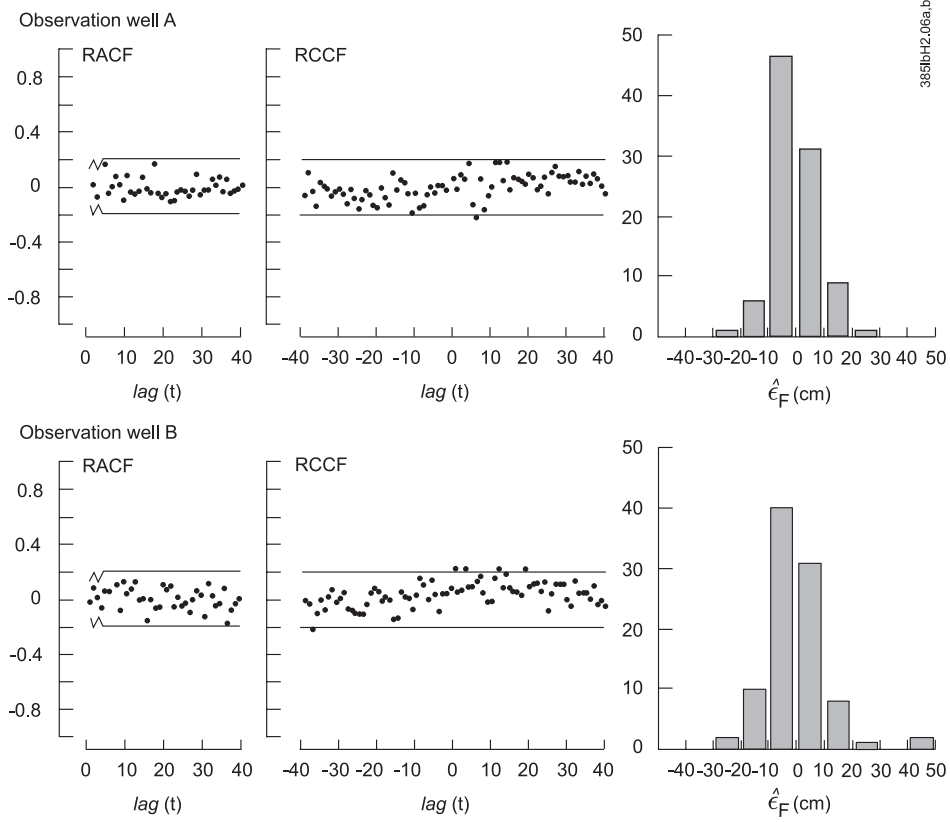 Observation well A
RACF
RCCF
0.8
0.4
0
-0.4
-0.8
0 10 20 30 40
lag (t)
-40 -30 -20 -10 0 10 20 30 40
lag (t)
50
40
30
20
10
0
-40 -30 -20 -10 0 10 20 30 40 50
ε̂F (cm)
385lbH2.06a,b
Observation well B
RACF
RCCF
0.8
0.4
0
-0.4
-0.8
0 10 20 30 40
lag (t)
-40 -30 -20 -10 0 10 20 30 40
lag (t)
50
40
30
20
10
0
-40 -30 -20 -10 0 10 20 30 40 50
ε̂F (cm)